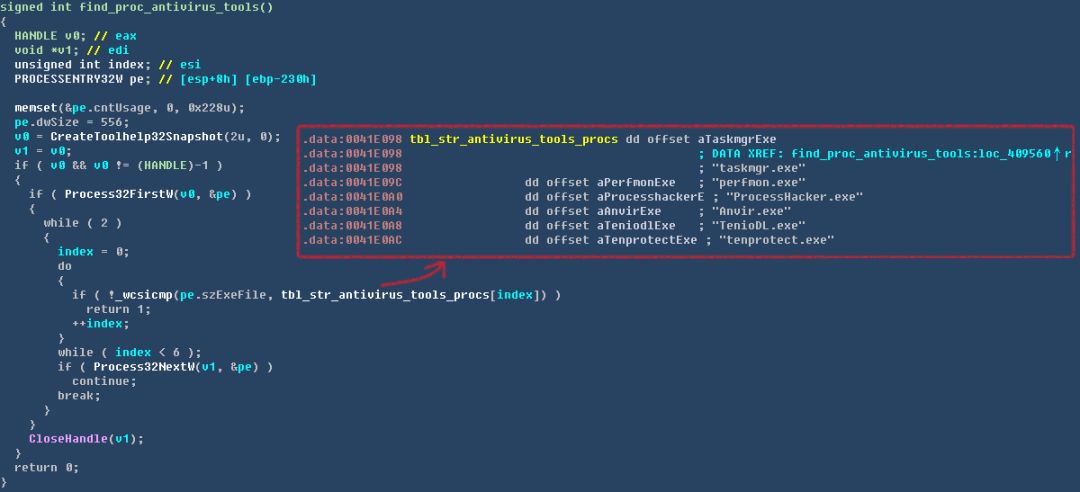 signed int find_proc_antivirus_tools()
{
HANDLE v0; // eax
void *v1; // edi
unsigned int index; // esi
PROCESSENTRY32W pe; // [esp+8h] [ebp-230h]
memset(&pe.cntUsage, 0, 0x228u);
pe.dwSize = 556;
v0 = CreateToolhelp32Snapshot(2u, 0);
v1 = v0;
if ( v0 && v0 != (HANDLE)-1 )
{
if ( Process32FirstW(v0, &pe) )
{
while ( 2 )
{
index = 0;
do
{
if ( !_wcsicmp(pe.szExeFile, tbl_str_antivirus_tools_procs[index]) )
return 1;
++index;
}
while ( index < 6 );
if ( Process32NextW(v1, &pe) )
continue;
break;
}
}
CloseHandle(v1);
}
return 0;
}
.data:0041E098 tbl_str_antivirus_tools_procs dd offset aTaskmgrExe
.data:0041E098 ; DATA XREF: find_proc_antivirus_tools:loc_409560↑r
.data:0041E098 ; "taskmgr.exe"
.data:0041E09C dd offset aPerfmonExe ; "perfmon.exe"
.data:0041E0A0 dd offset aProcesshackerE ; "ProcessHacker.exe"
.data:0041E0A4 dd offset aAnvirExe ; "Anvir.exe"
.data:0041E0A8 dd offset aTeniodlExe ; "TenioDL.exe"
.data:0041E0AC dd offset aTenprotectExe ; "tenprotect.exe"